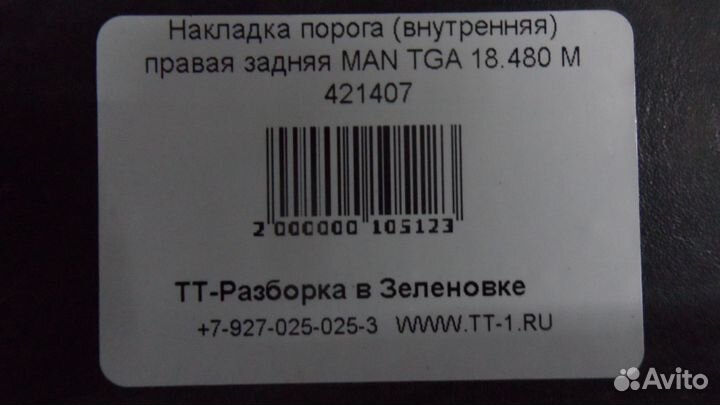 Накладка порога (внутренняя)
правая задняя MAN TGA 18.480 М
421407
2 000000 105123
ТТ-Разборка в Зеленовке
+7-927-025-025-3 WWW.TT-1.RU
Avito